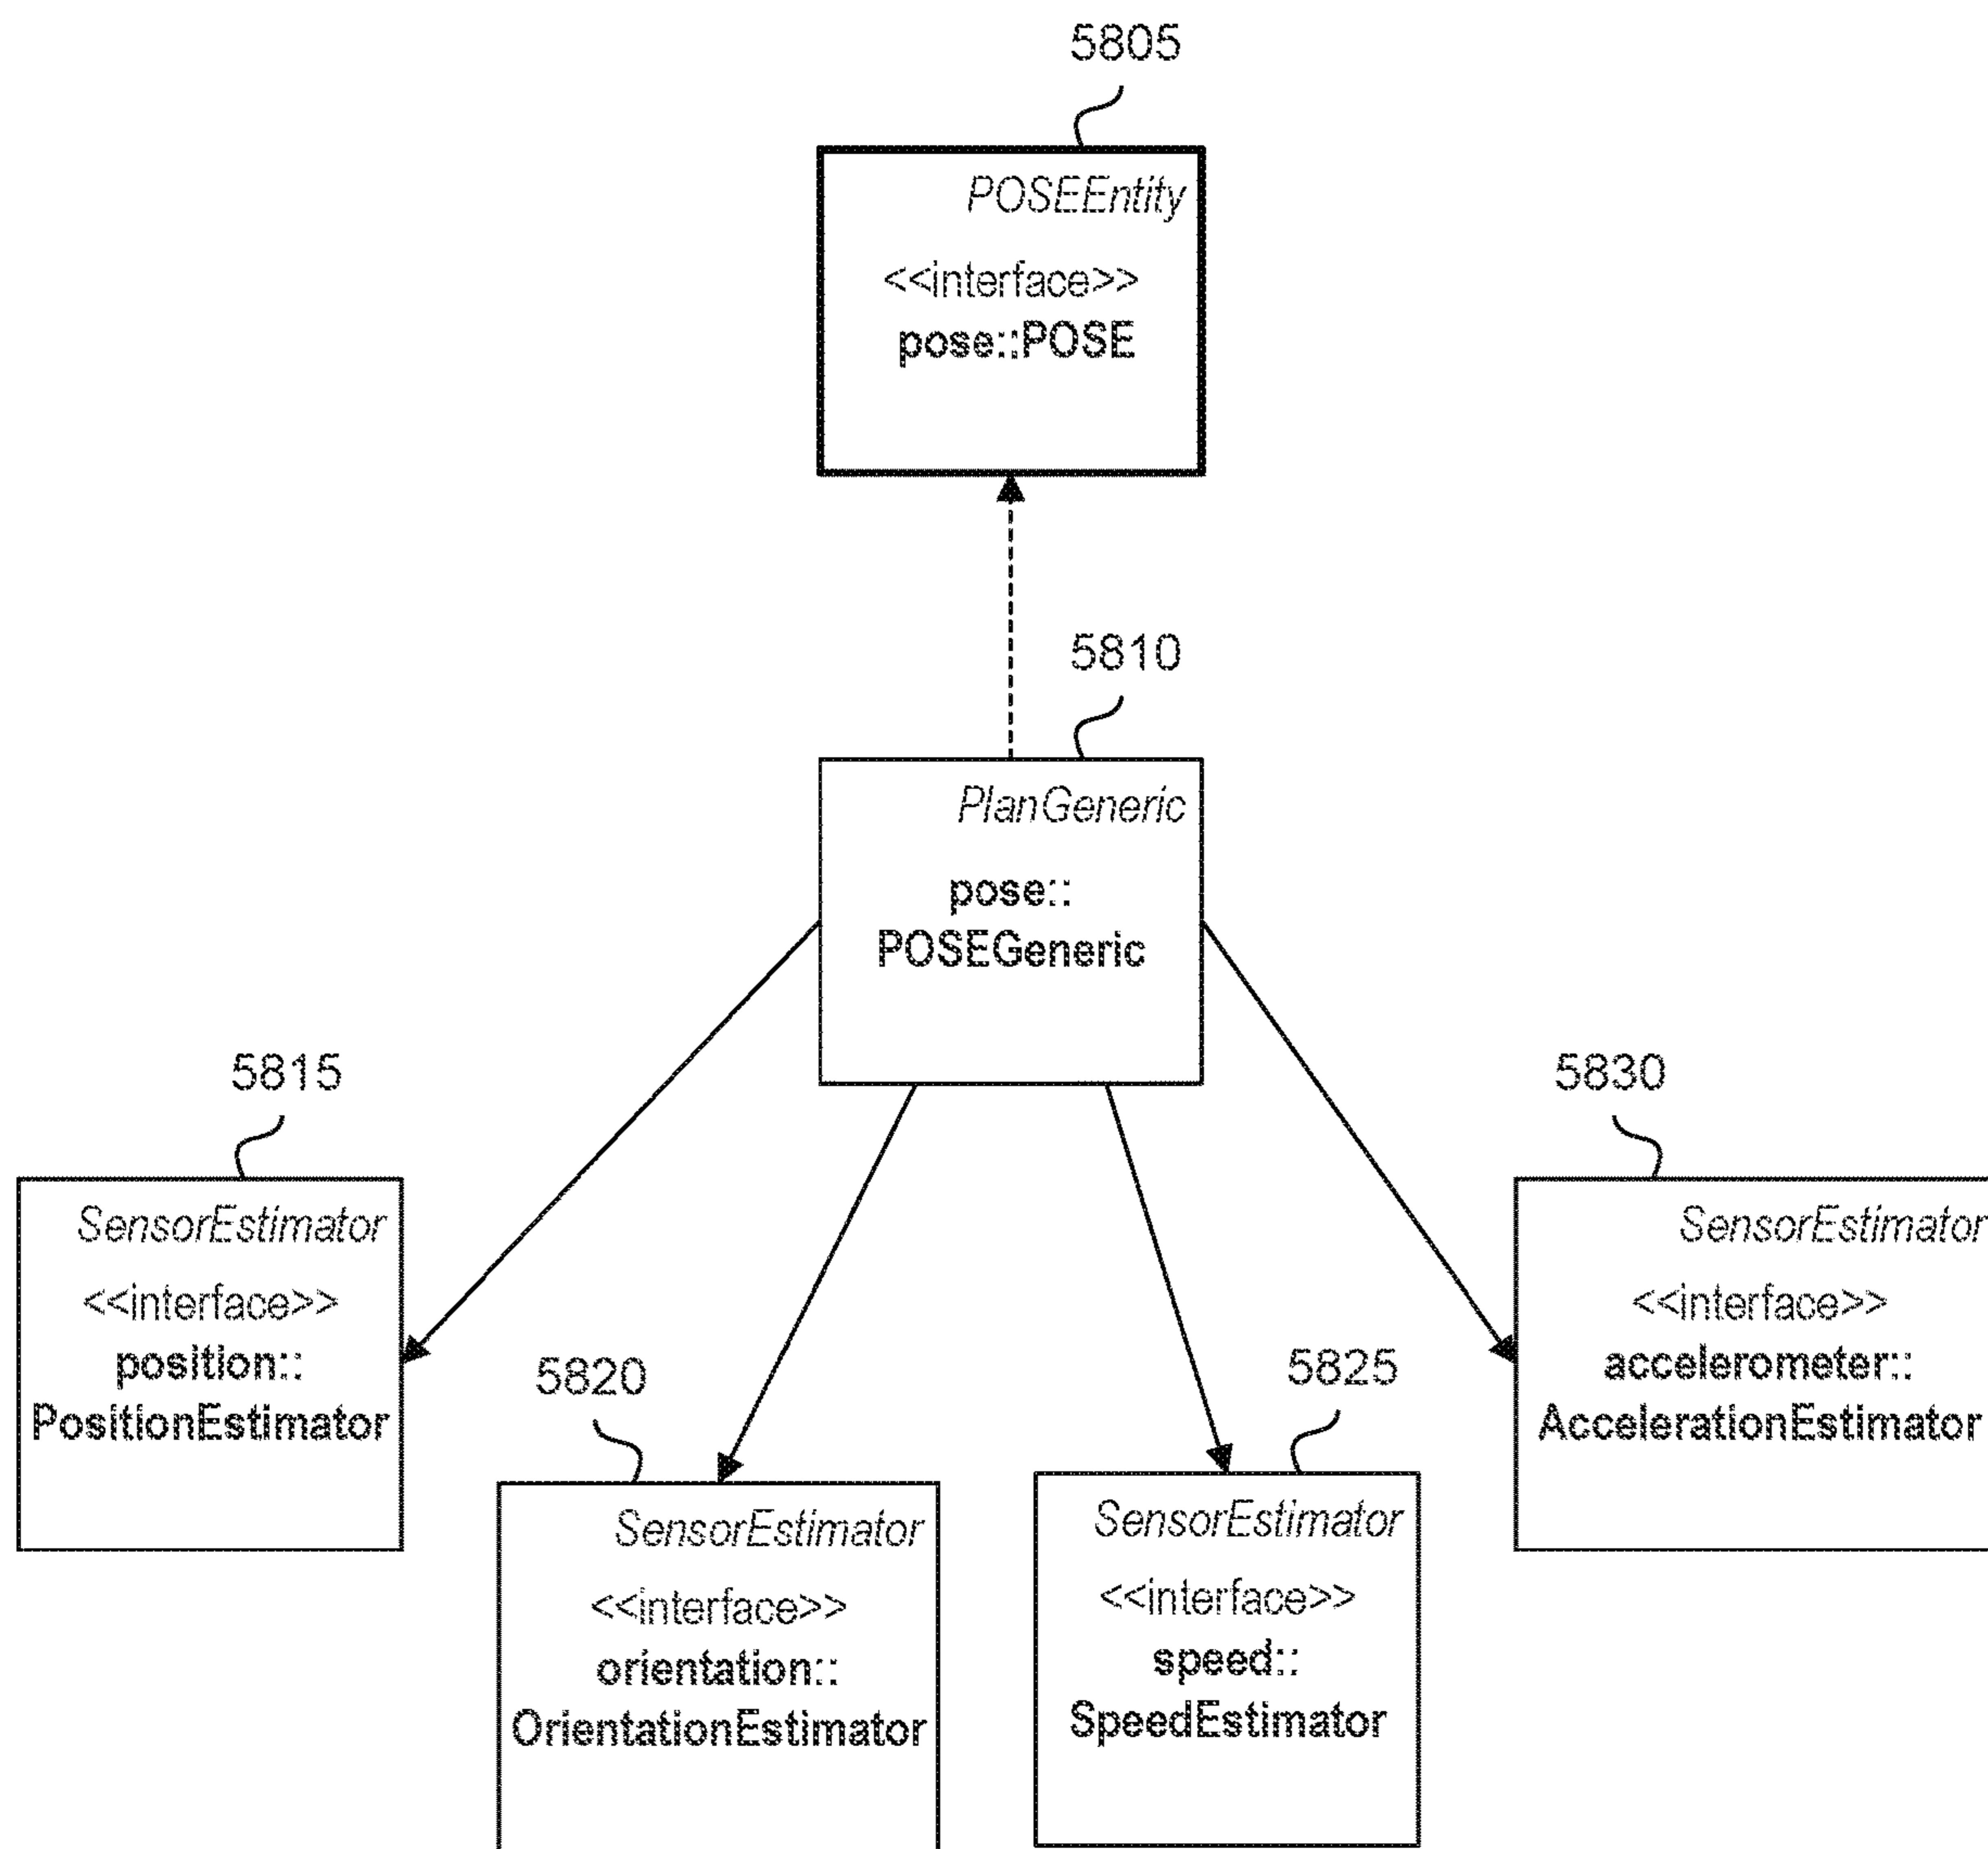 5805
POSEEntity
<<interface>>
pose::POSE
5810
PlanGeneric
pose::
POSEGeneric
5815
SensorEstimator
<<interface>>
position::
PositionEstimator
5820
SensorEstimator
<<interface>>
orientation::
OrientationEstimator
5825
SensorEstimator
<<interface>>
speed::
SpeedEstimator
5830
SensorEstimator
<<interface>>
accelerometer::
AccelerationEstimator